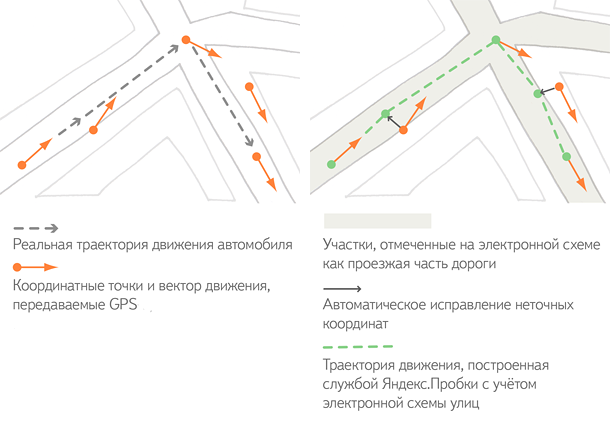 Реальная траектория движения автомобиля
Координатные точки и вектор движения,
передаваемые GPS
Участки, отмеченные на электронной схеме
как проезжая часть дороги
Автоматическое исправление неточных
координат
Траектория движения, построенная
службой Яндекс.Пробки с учётом
электронной схемы улиц